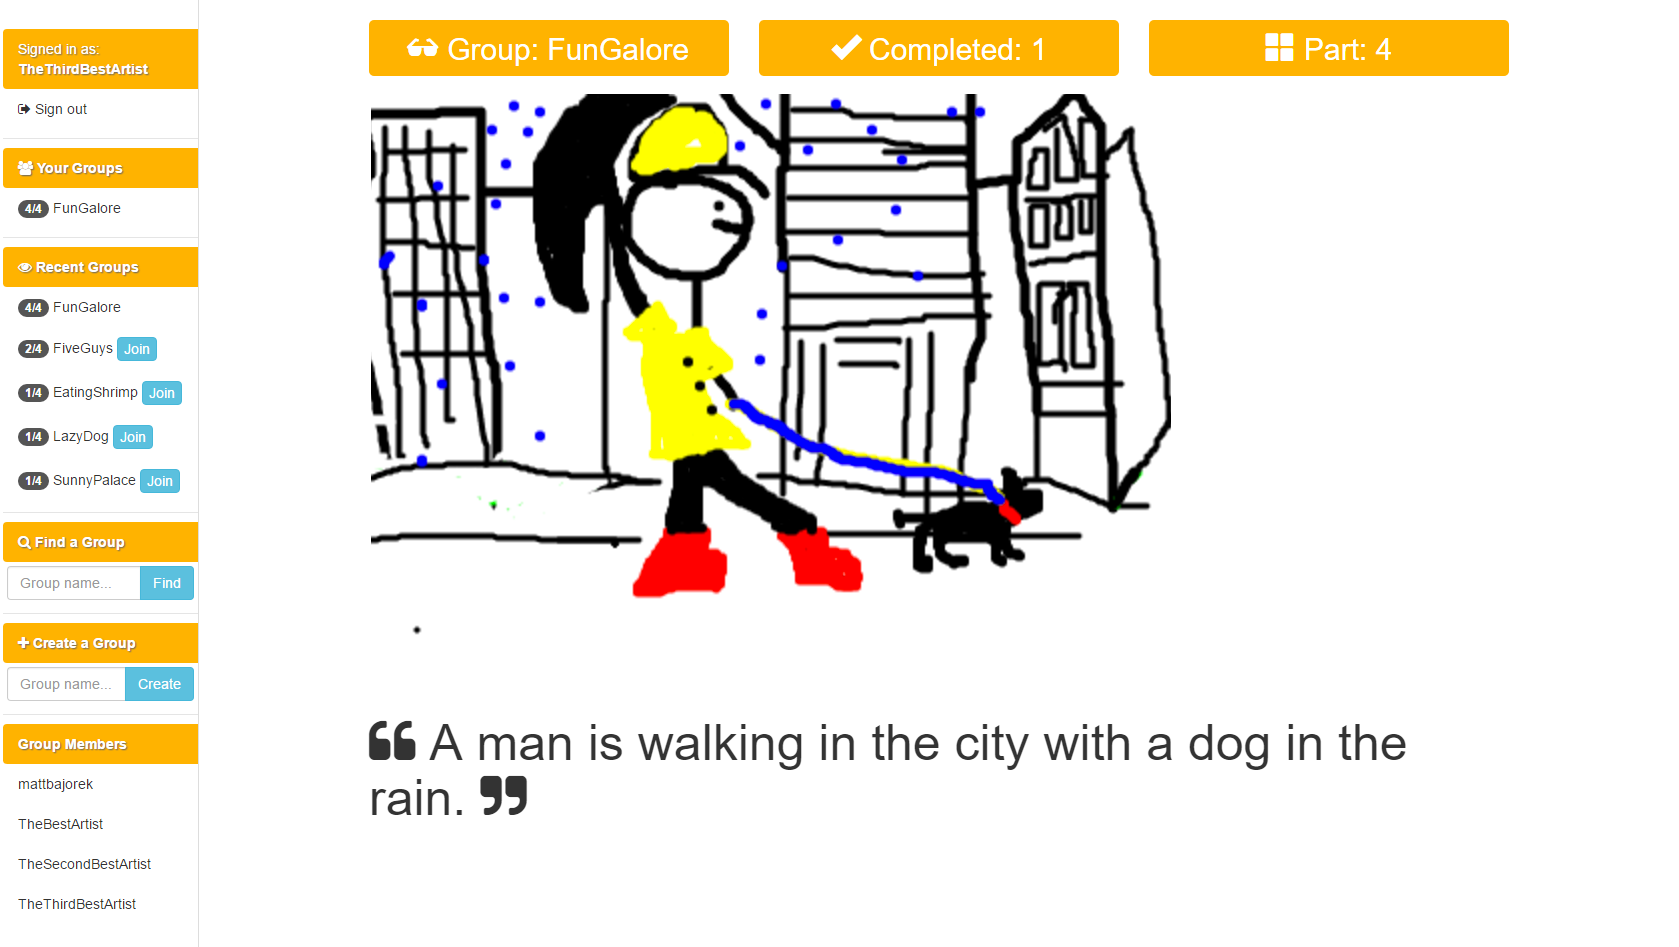 Signed in as:
TheThirdBestArtist
Sign out
Your Groups
4/4 FunGalore
Recent Groups
4/4 FunGalore
2/4 FiveGuys Join
1/4 EatingShrimp Join
1/4 LazyDog Join
1/4 SunnyPalace Join
Find a Group
Group name... Find
Create a Group
Group name... Create
Group Members
mattbajorek
TheBestArtist
TheSecondBestArtist
TheThirdBestArtist
Group: FunGalore
Completed: 1
Part: 4
“ A man is walking in the city with a dog in the
rain. ”